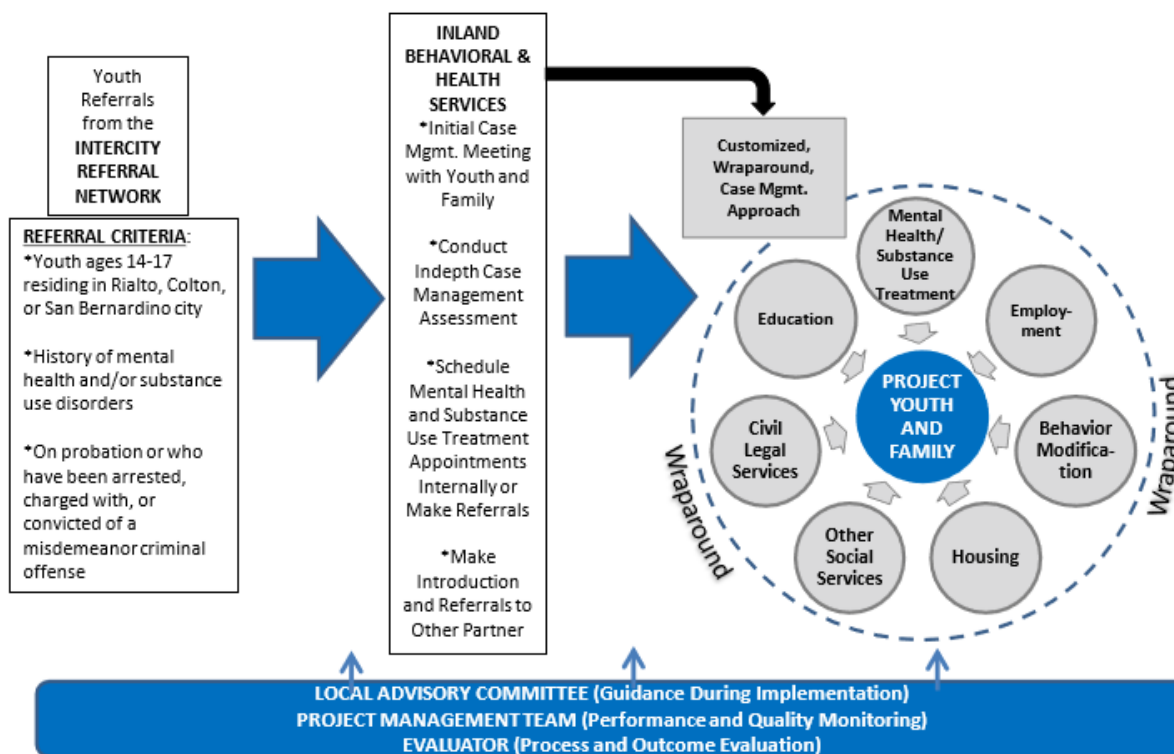 Youth
Referrals
from the
INTERCITY
REFERRAL
NETWORK
REFERRAL CRITERIA:
*Youth ages 14-17
residing in Rialto, Colton,
or San Bernardino city
*History of mental
health and/or substance
use disorders
*On probation or who
have been arrested,
charged with, or
convicted of a
misdemeanor criminal
offense
INLAND
BEHAVIORAL &
HEALTH
SERVICES
*Initial Case
Mgmt. Meeting
with Youth and
Family
*Conduct
Indepth Case
Management
Assessment
*Schedule
Mental Health
and Substance
Use Treatment
Appointments
Internally or
Make Referrals
*Make
Introduction
and Referrals to
Other Partner
Customized,
Wraparound,
Case Mgmt.
Approach
Mental
Health/
Substance
Use
Treatment
Employ-
ment
Behavior
Modifica-
tion
Housing
Other
Social
Services
Civil
Legal
Services
Education
PROJECT
YOUTH
AND
FAMILY
Wraparound
Wraparound
LOCAL ADVISORY COMMITTEE (Guidance During Implementation)
PROJECT MANAGEMENT TEAM (Performance and Quality Monitoring)
EVALUATOR (Process and Outcome Evaluation)